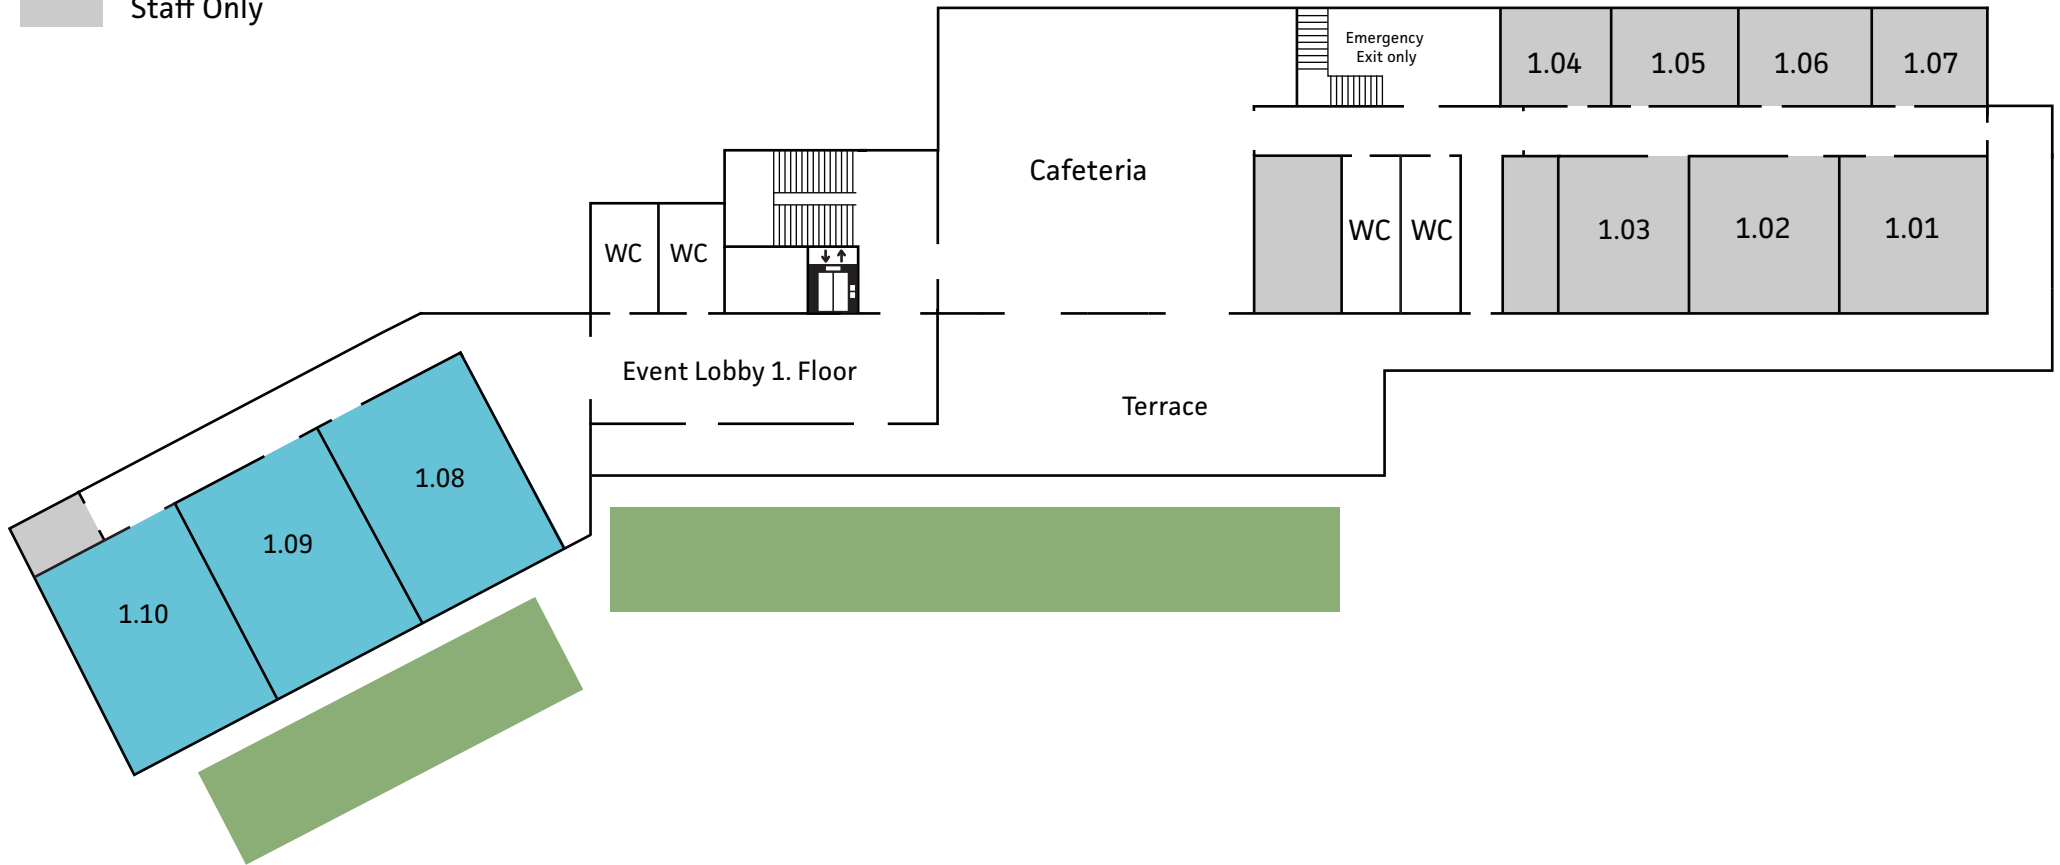 Staff Only
Emergency
Exit only
1.04
1.05
1.06
1.07
Cafeteria
WC
WC
1.03
1.02
1.01
WC
WC
Event Lobby 1. Floor
Terrace
1.08
1.09
1.10